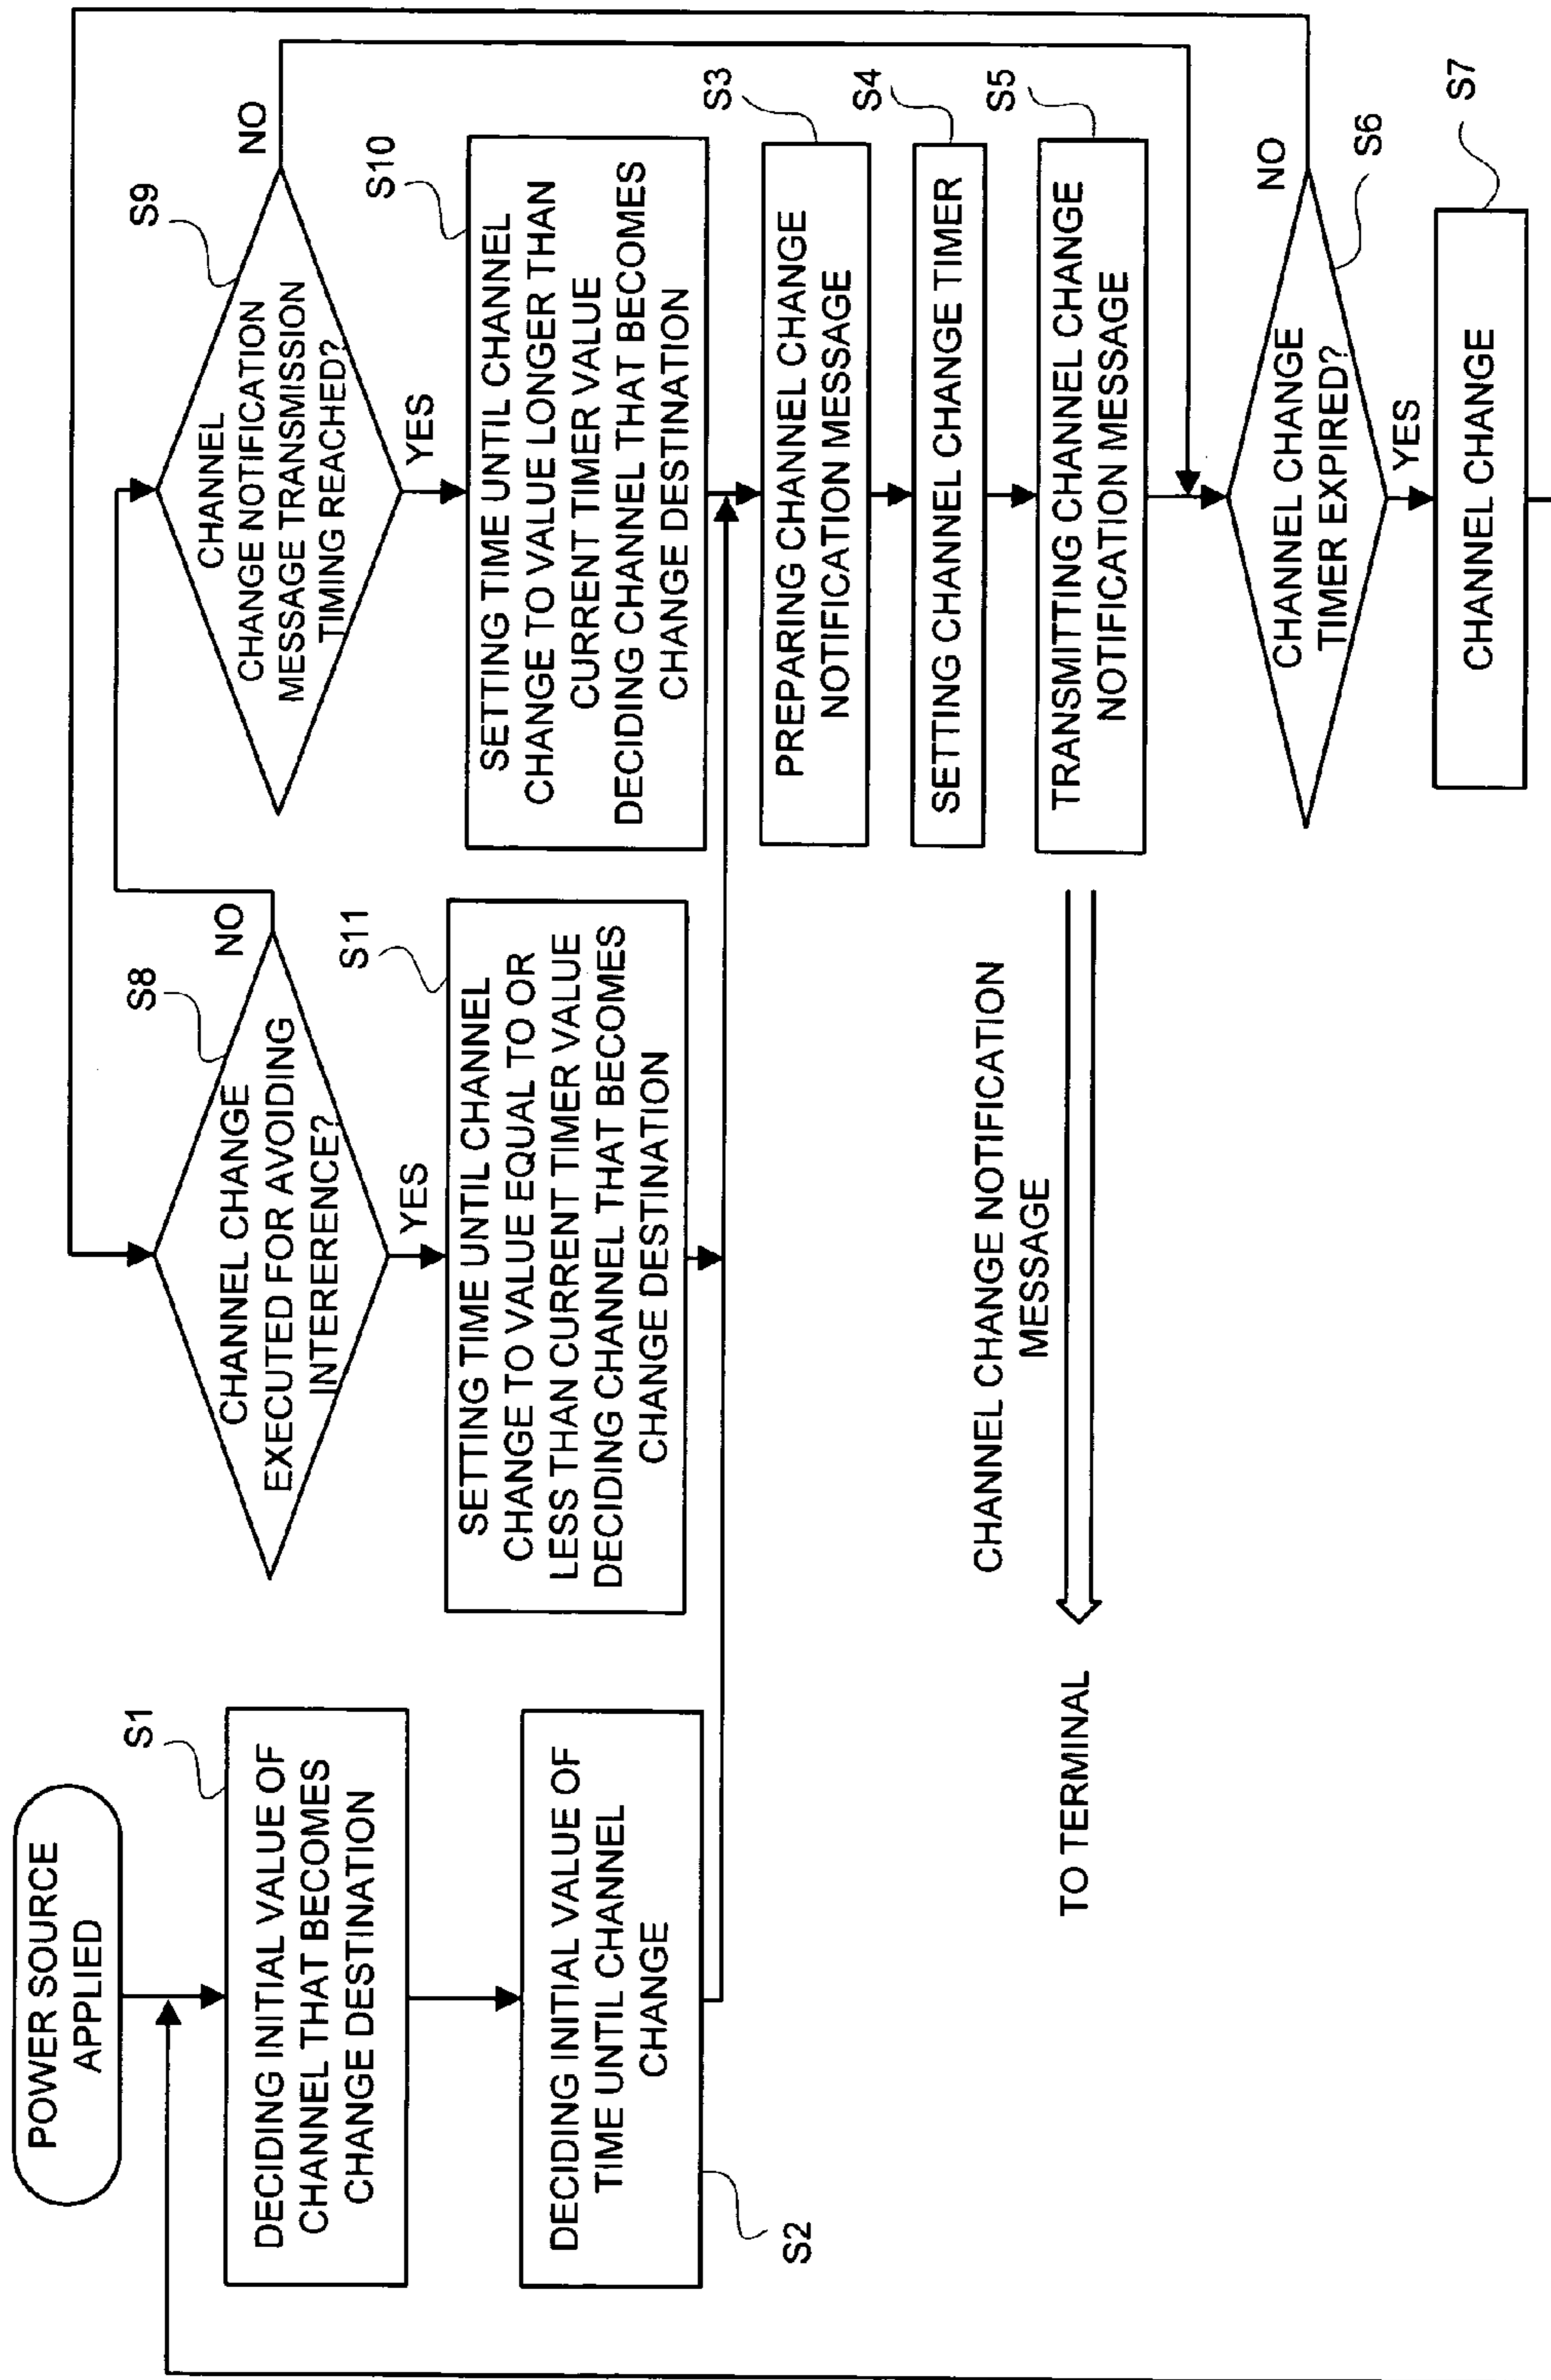 POWER SOURCE
APPLIED
S1
DECIDING INITIAL VALUE OF
CHANNEL THAT BECOMES
CHANGE DESTINATION
DECIDING INITIAL VALUE OF
TIME UNTIL CHANNEL
CHANGE
S2
S8
CHANNEL CHANGE
EXECUTED FOR AVOIDING
INTERERENCE?
NO
YES
S11
SETTING TIME UNTIL CHANNEL
CHANGE TO VALUE EQUAL TO OR
LESS THAN CURRENT TIMER VALUE
DECIDING CHANNEL THAT BECOMES
CHANGE DESTINATION
S9
CHANNEL
CHANGE NOTIFICATION
MESSAGE TRANSMISSION
TIMING REACHED?
NO
YES
S10
SETTING TIME UNTIL CHANNEL
CHANGE TO VALUE LONGER THAN
CURRENT TIMER VALUE
DECIDING CHANNEL THAT BECOMES
CHANGE DESTINATION
S3
PREPARING CHANNEL CHANGE
NOTIFICATION MESSAGE
S4
SETTING CHANNEL CHANGE TIMER
S5
TRANSMITTING CHANNEL CHANGE
NOTIFICATION MESSAGE
CHANNEL CHANGE NOTIFICATION
MESSAGE
TO TERMINAL
CHANNEL CHANGE
TIMER EXPIRED?
NO
S6
YES
S7
CHANNEL CHANGE